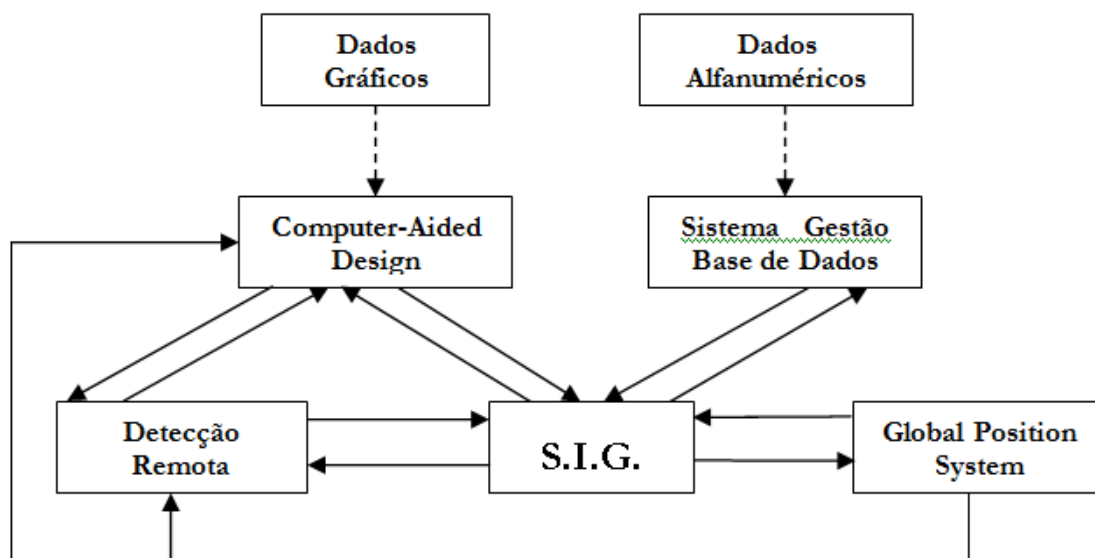 Dados
Gráficos
Dados
Alfanuméricos
Computer-Aided
Design
Sistema Gestão
Base de Dados
Detecção
Remota
S.I.G.
Global Position
System